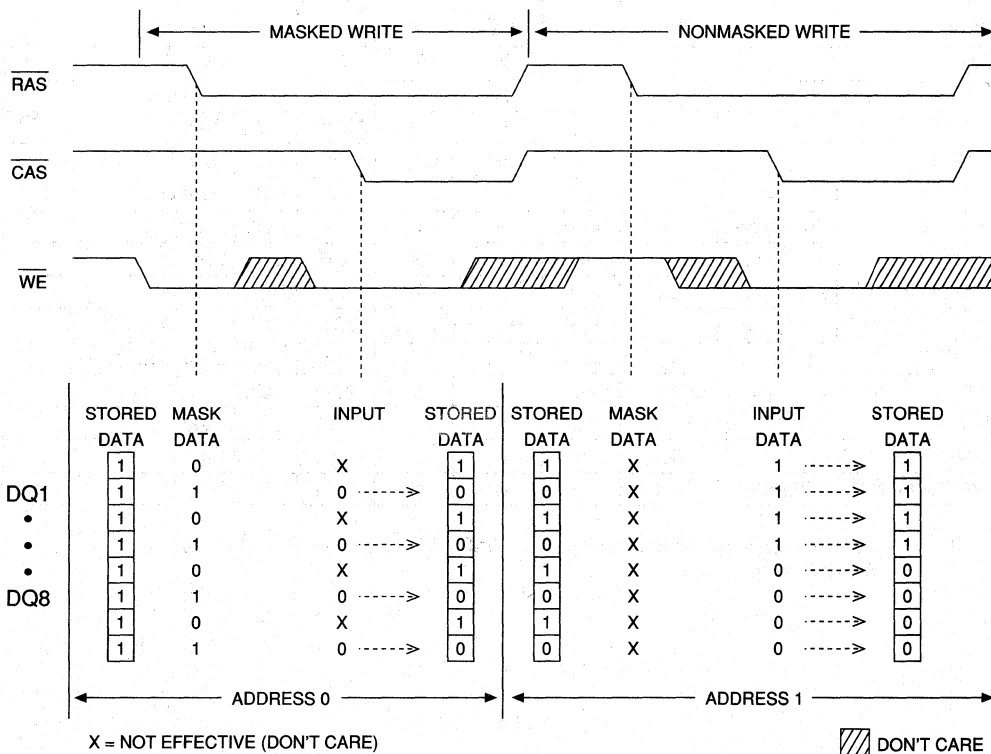 MASKED WRITE NONMASKED WRITE
RAS
CAS
WE
STORED MASK INPUT STORED STORED MASK INPUT STORED
DATA DATA DATA DATA DATA DATA DATA
1 0 X 1 1 X 1 1
DQ1 1 1 0 0 0 X 1 1
• 1 0 X 1 1 X 1 1
• 1 1 0 0 0 X 1 1
• 1 0 X 1 1 X 0 0
DQ8 1 1 0 0 0 X 0 0
1 0 X 1 1 X 0 0
1 1 0 0 0 X 0 0
ADDRESS 0 ADDRESS 1
X = NOT EFFECTIVE (DON'T CARE) DON'T CARE